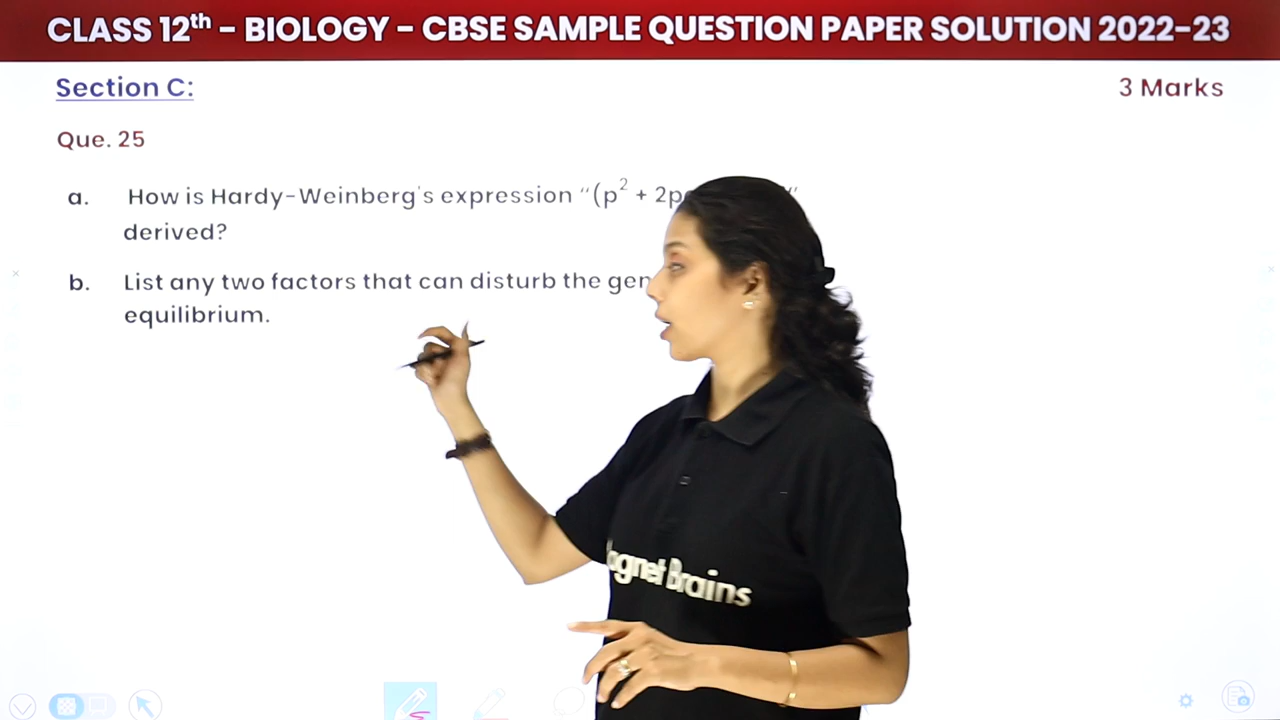 CLASS 12th – BIOLOGY – CBSE SAMPLE QUESTION PAPER SOLUTION 2022–23
Section C:
3 Marks
Que. 25
a. How is Hardy-Weinberg's expression "(p² + 2p "
derived?
b. List any two factors that can disturb the
equilibrium.
agnet Brains